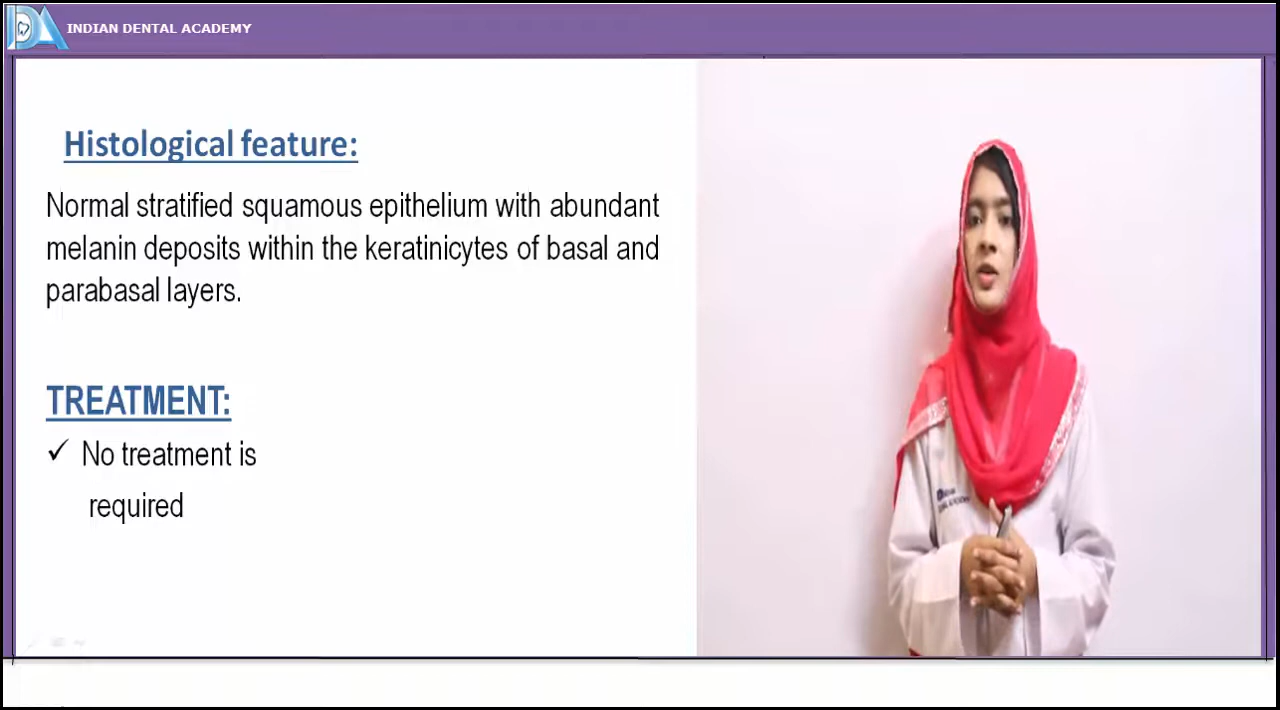 INDIAN DENTAL ACADEMY
Histological feature:
Normal stratified squamous epithelium with abundant
melanin deposits within the keratinicytes of basal and
parabasal layers.
TREATMENT:
✓ No treatment is
required